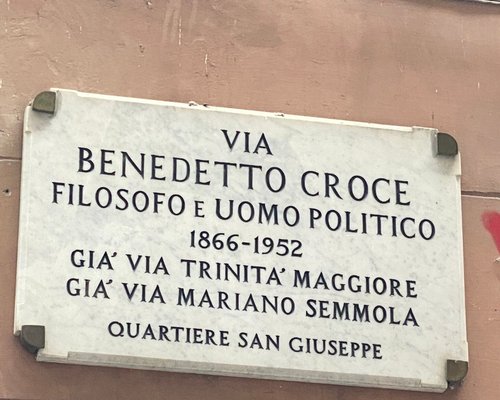 VIA
BENEDETTO CROCE
FILOSOFO E UOMO POLITICO
1866-1952
GIA' VIA TRINITA' MAGGIORE
GIA' VIA MARIANO SEMMOLA
QUARTIERE SAN GIUSEPPE